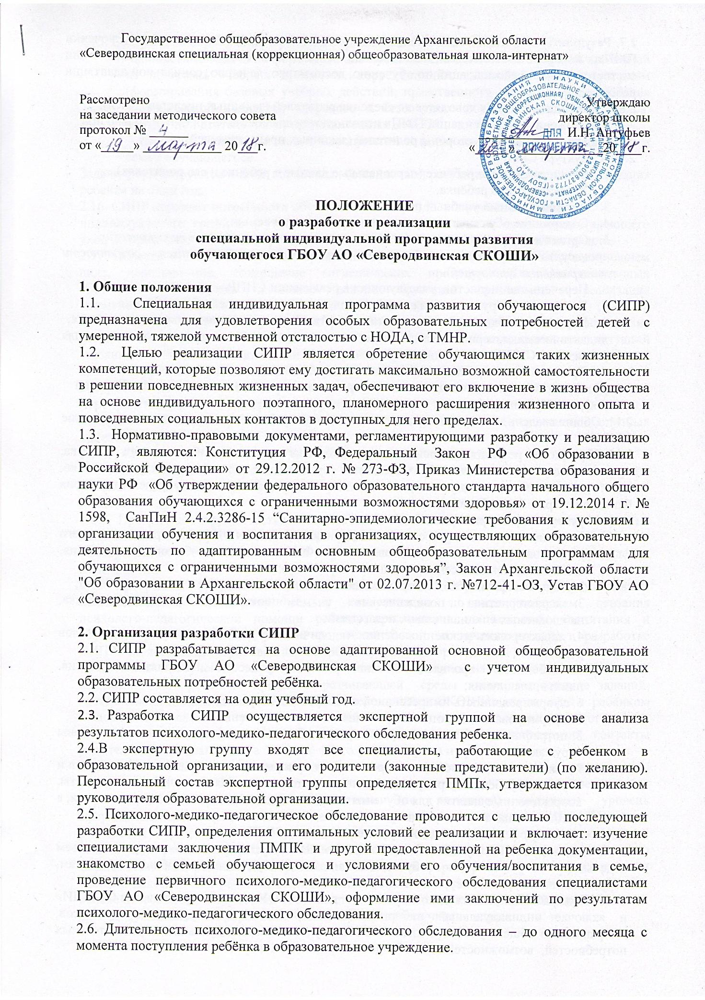 Государственное общеобразовательное учреждение Архангельской области
«Северодвинская специальная (коррекционная) общеобразовательная школа-интернат»
Рассмотрено
на заседании методического совета
протокол № 4
от «19» марта 2018 г.
Утверждаю
директор школы
И.Н. Антуфьев
«20» марта 2018 г.
ДЛЯ
ДОКУМЕНТОВ
ПОЛОЖЕНИЕ
о разработке и реализации
специальной индивидуальной программы развития
обучающегося ГБОУ АО «Северодвинская СКОШИ»
1. Общие положения
1.1. Специальная индивидуальная программа развития обучающегося (СИПР)
предназначена для удовлетворения особых образовательных потребностей детей с
умеренной, тяжелой умственной отсталостью с НОДА, с ТМНР.
1.2. Целью реализации СИПР является обретение обучающимся таких жизненных
компетенций, которые позволяют ему достигать максимально возможной самостоятельности
в решении повседневных жизненных задач, обеспечивают его включение в жизнь общества
на основе индивидуального поэтапного, планомерного расширения жизненного опыта и
повседневных социальных контактов в доступных для него пределах.
1.3. Нормативно-правовыми документами, регламентирующими разработку и реализацию
СИПР, являются: Конституция РФ, Федеральный Закон РФ «Об образовании в
Российской Федерации» от 29.12.2012 г. № 273-ФЗ, Приказ Министерства образования и
науки РФ «Об утверждении федерального образовательного стандарта начального общего
образования обучающихся с ограниченными возможностями здоровья» от 19.12.2014 г. №
1598, СанПиН 2.4.2.3286-15 “Санитарно-эпидемиологические требования к условиям и
организации обучения и воспитания в организациях, осуществляющих образовательную
деятельность по адаптированным основным общеобразовательным программам для
обучающихся с ограниченными возможностями здоровья”, Закон Архангельской области
"Об образовании в Архангельской области" от 02.07.2013 г. №712-41-ОЗ, Устав ГБОУ АО
«Северодвинская СКОШИ».
2. Организация разработки СИПР
2.1. СИПР разрабатывается на основе адаптированной основной общеобразовательной
программы ГБОУ АО «Северодвинская СКОШИ» с учетом индивидуальных
образовательных потребностей ребёнка.
2.2. СИПР составляется на один учебный год.
2.3. Разработка СИПР осуществляется экспертной группой на основе анализа
результатов психолого-медико-педагогического обследования ребенка.
2.4.В экспертную группу входят все специалисты, работающие с ребенком в
образовательной организации, и его родители (законные представители) (по желанию).
Персональный состав экспертной группы определяется ПМПк, утверждается приказом
руководителя образовательной организации.
2.5. Психолого-медико-педагогическое обследование проводится с целью последующей
разработки СИПР, определения оптимальных условий ее реализации и включает: изучение
специалистами заключения ПМПК и другой предоставленной на ребенка документации,
знакомство с семьей обучающегося и условиями его обучения/воспитания в семье,
проведение первичного психолого-медико-педагогического обследования специалистами
ГБОУ АО «Северодвинская СКОШИ», оформление ими заключений по результатам
психолого-медико-педагогического обследования.
2.6. Длительность психолого-медико-педагогического обследования – до одного месяца с
момента поступления ребёнка в образовательное учреждение.